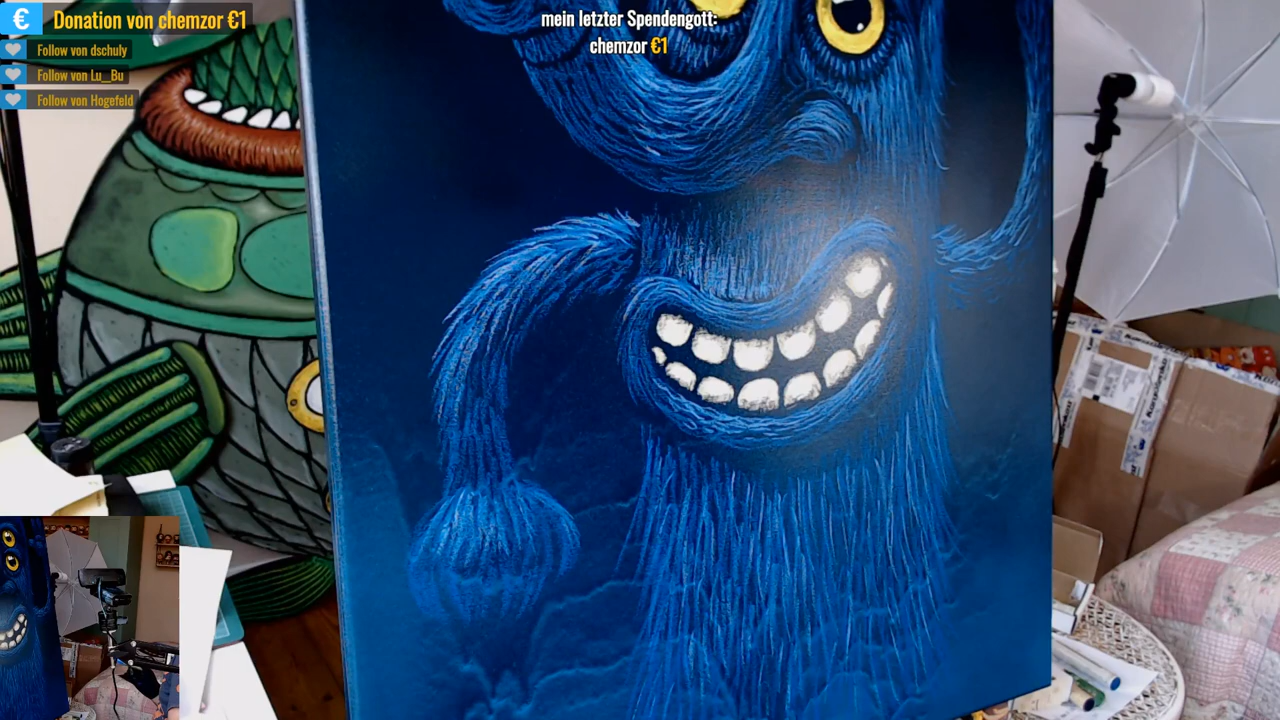 € Donation von chemzor €1
Follow von dschuly
Follow von Lu__Bu
Follow von Hogefeld
mein letzter Spendengott:
chemzor €1